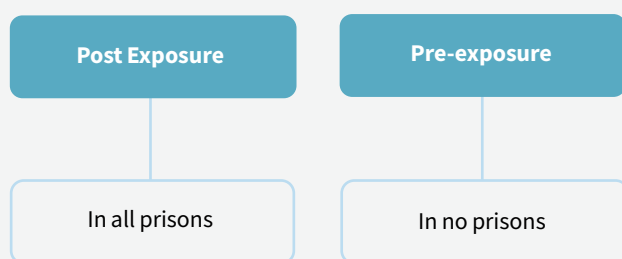 Post Exposure
Pre-exposure
In all prisons
In no prisons